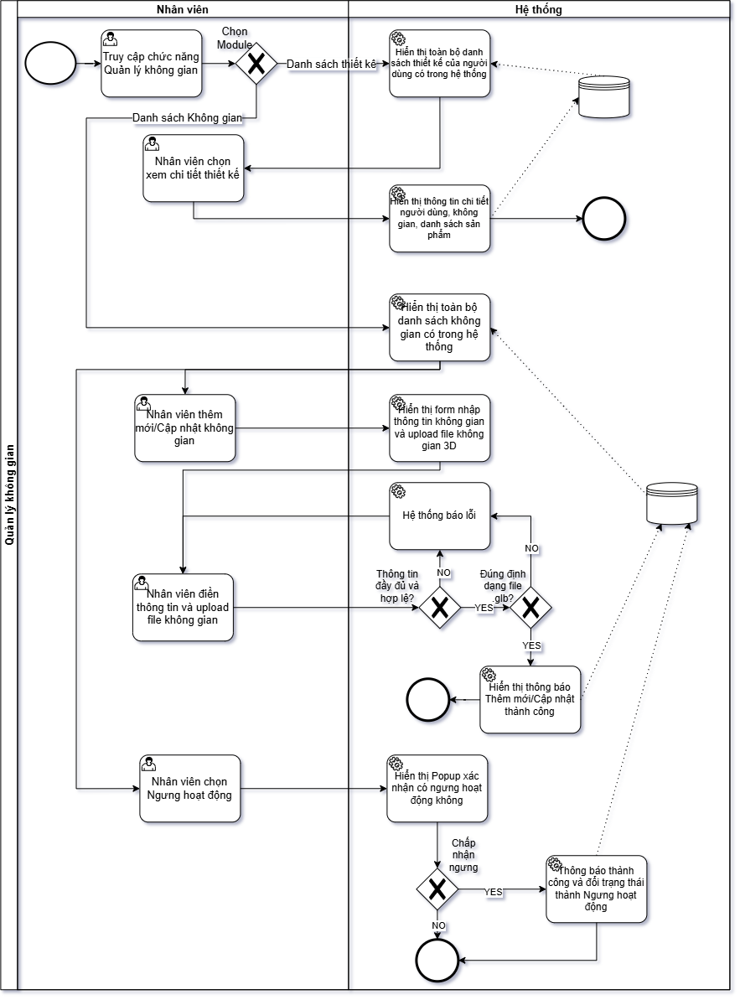 Nhân viên
Hệ thống
Quản lý không gian
Truy cập chức năng
Quản lý không gian
Chọn
Module
Danh sách thiết kế
Hiển thị toàn bộ danh
sách thiết kế của người
dùng có trong hệ thống
Danh sách Không gian
Nhân viên chọn
xem chi tiết thiết kế
Hiển thị thông tin chi tiết
người dùng, không
gian, danh sách sản
phẩm
Hiển thị toàn bộ
danh sách không
gian có trong hệ
thống
Nhân viên thêm
mới/Cập nhật không
gian
Hiển thị form nhập
thông tin không gian
và upload file không
gian 3D
Hệ thống báo lỗi
NO
NO
Thông tin
đầy đủ và
hợp lệ?
Đúng định
dạng file
.glb?
Nhân viên điền
thông tin và upload
file không gian
YES
YES
Hiển thị thông báo
Thêm mới/Cập nhật
thành công
Nhân viên chọn
Ngưng hoạt động
Hiển thị Popup xác
nhận có ngưng hoạt
động không
Chấp
nhận
ngưng
YES
Thông báo thành
công và đổi trạng thái
thành Ngưng hoạt
động
NO